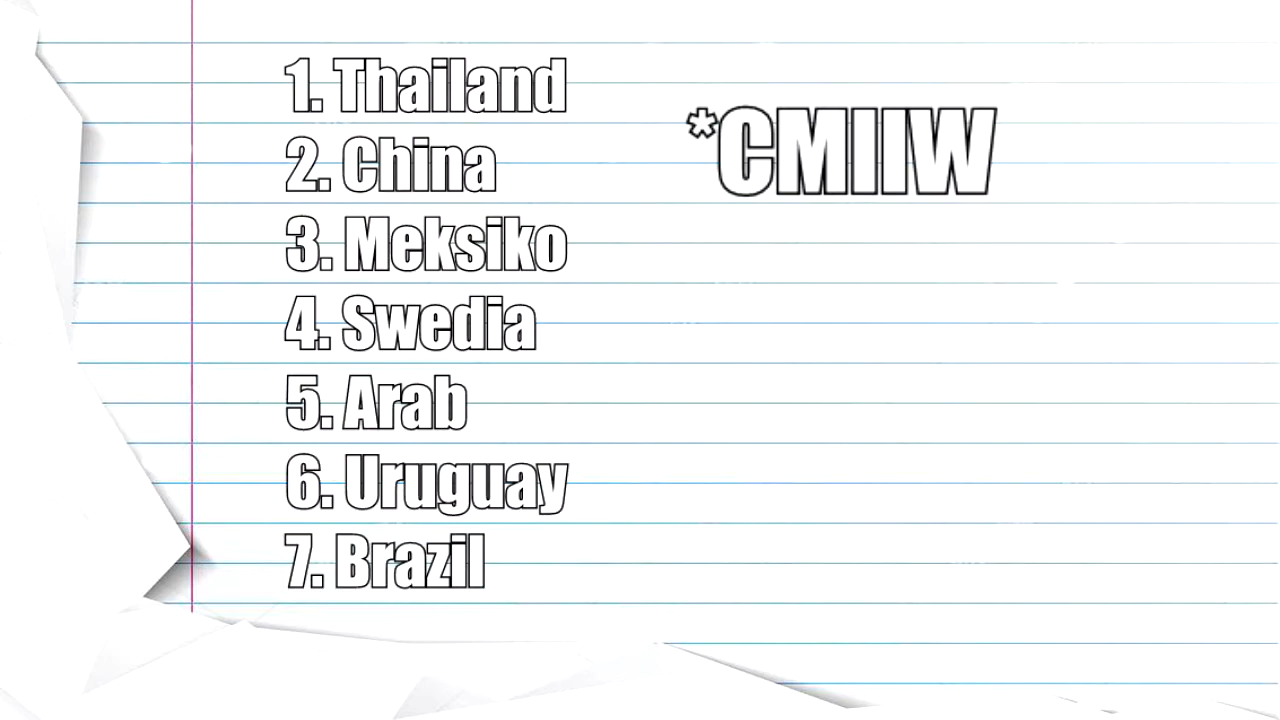 1. Thailand
2. China
3. Meksiko
4. Swedia
5. Arab
6. Uruguay
7. Brazil
*CMIIW